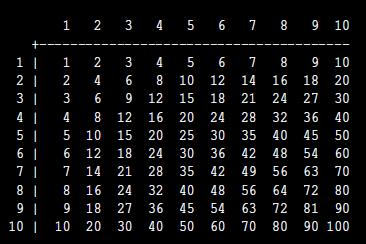 1 2 3 4 5 6 7 8 9 10
+----------------------------------------
1 | 1 2 3 4 5 6 7 8 9 10
2 | 2 4 6 8 10 12 14 16 18 20
3 | 3 6 9 12 15 18 21 24 27 30
4 | 4 8 12 16 20 24 28 32 36 40
5 | 5 10 15 20 25 30 35 40 45 50
6 | 6 12 18 24 30 36 42 48 54 60
7 | 7 14 21 28 35 42 49 56 63 70
8 | 8 16 24 32 40 48 56 64 72 80
9 | 9 18 27 36 45 54 63 72 81 90
10 | 10 20 30 40 50 60 70 80 90 100